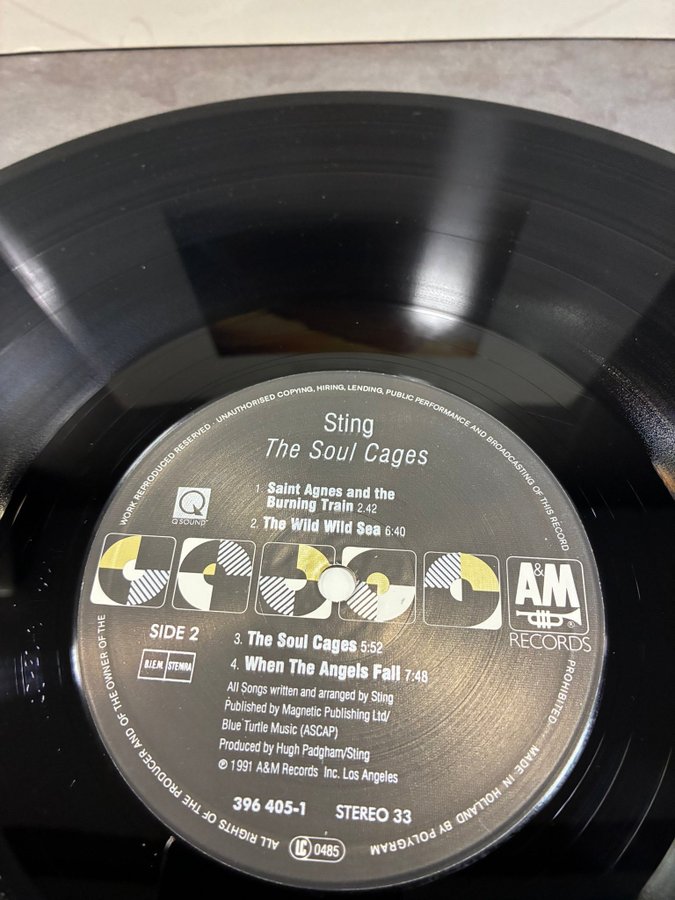 WORK REPRODUCED RESERVED · UNAUTHORISED COPYING, HIRING, LENDING, PUBLIC PERFORMANCE AND BROADCASTING OF THIS RECORD
PROHIBITED · MADE IN HOLLAND BY POLYGRAM
ALL RIGHTS OF THE PRODUCER AND OF THE OWNER OF THE
Sting
The Soul Cages
1. Saint Agnes and the
Burning Train 2.42
2. The Wild Wild Sea 6:40
Q
QSOUND™
A&M
®
RECORDS
SIDE 2
B.I.E.M. STEMRA
3. The Soul Cages 5:52
4. When The Angels Fall 7:48
All Songs written and arranged by Sting
Published by Magnetic Publishing Ltd/
Blue Turtle Music (ASCAP)
Produced by Hugh Padgham/Sting
℗ 1991 A&M Records Inc. Los Angeles
396 405-1 STEREO 33
LC 0485